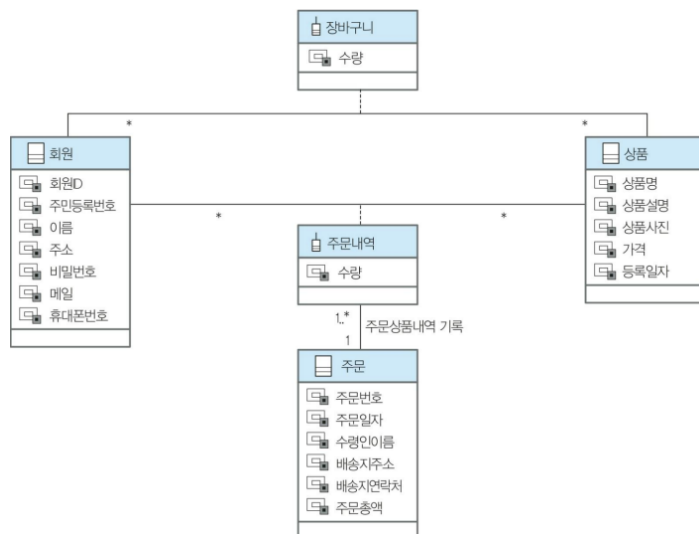 장바구니
수량
*
*
회원
회원ID
주민등록번호
이름
주소
비밀번호
메일
휴대폰번호
상품
상품명
상품설명
상품사진
가격
등록일자
*
*
주문내역
수량
1..*
주문상품내역 기록
1
주문
주문번호
주문일자
수령인이름
배송지주소
배송지연락처
주문총액